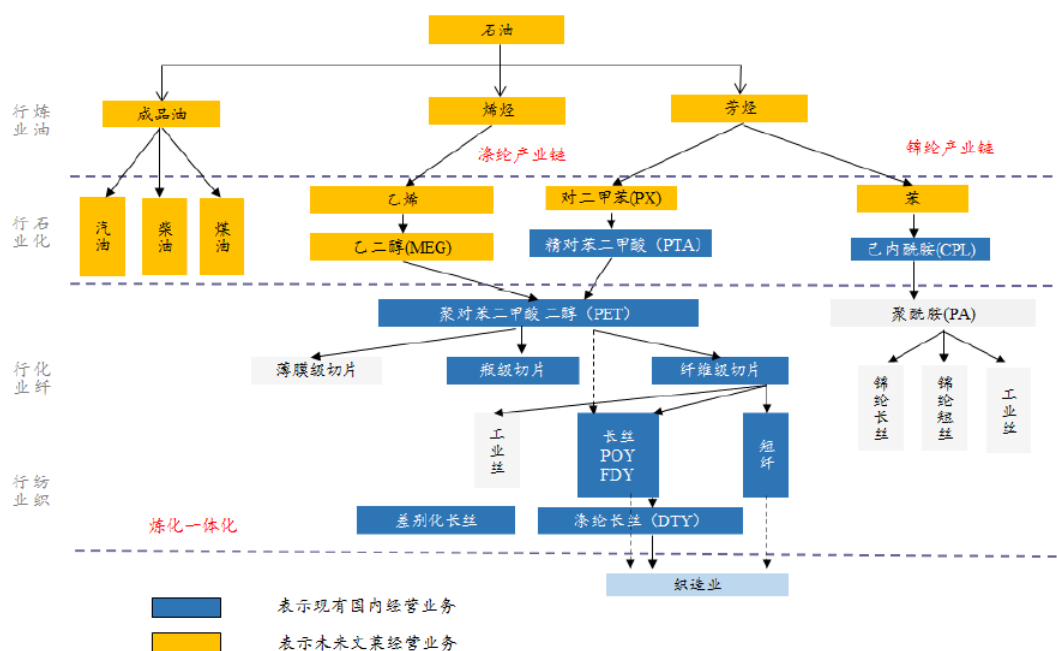 石油
炼油行业
成品油
烯烃
芳烃
涤纶产业链
锦纶产业链
石化行业
汽油
柴油
煤油
乙烯
对二甲苯(PX)
苯
乙二醇(MEG)
精对苯二甲酸（PTA）
己内酰胺(CPL)
化纤行业
聚对苯二甲酸 二醇（PET）
聚酰胺(PA)
薄膜级切片
瓶级切片
纤维级切片
锦纶长丝
锦纶短丝
工业丝
纺织行业
工业丝
长丝
POY
FDY
短纤
炼化一体化
差别化长丝
涤纶长丝（DTY）
织造业
表示现有国内经营业务
表示未来文莱经营业务